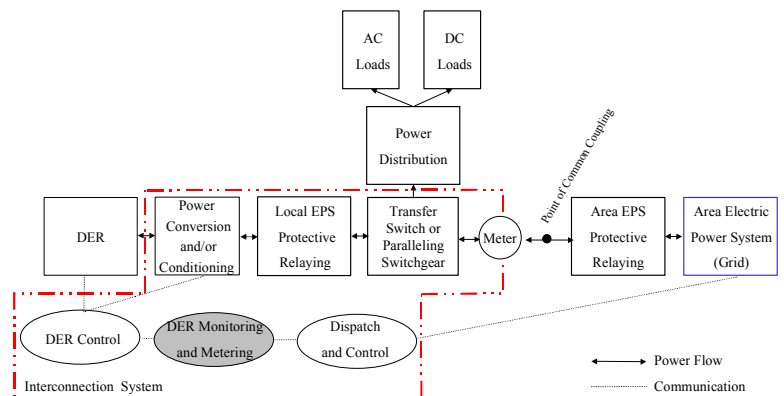 AC
Loads
DC
Loads
Power
Distribution
Point of Common Coupling
DER
Power
Conversion
and/or
Conditioning
Local EPS
Protective
Relaying
Transfer
Switch or
Paralleling
Switchgear
Meter
Area EPS
Protective
Relaying
Area Electric
Power System
(Grid)
DER Control
DER Monitoring
and Metering
Dispatch
and Control
Interconnection System
Power Flow
Communication